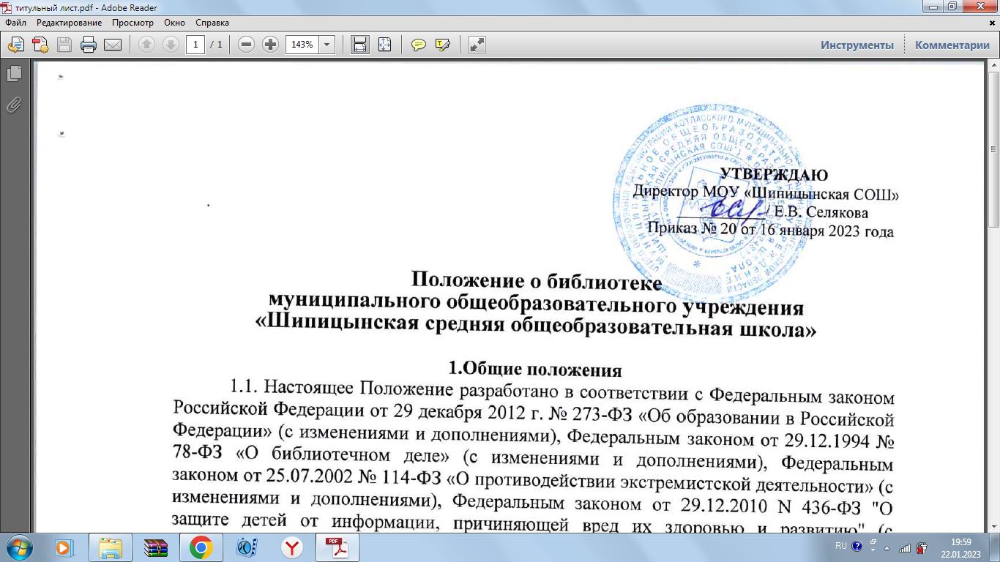 титульный лист.pdf - Adobe Reader
Файл Редактирование Просмотр Окно Справка
1 / 1 143% Инструменты Комментарии
УТВЕРЖДАЮ
Директор МОУ «Шипицынская СОШ»
/ Е.В. Селякова
Приказ № 20 от 16 января 2023 года
Положение о библиотеке
муниципального общеобразовательного учреждения
«Шипицынская средняя общеобразовательная школа»
1.Общие положения
1.1. Настоящее Положение разработано в соответствии с Федеральным законом
Российской Федерации от 29 декабря 2012 г. № 273-ФЗ «Об образовании в Российской
Федерации» (с изменениями и дополнениями), Федеральным законом от 29.12.1994 №
78-ФЗ «О библиотечном деле» (с изменениями и дополнениями), Федеральным
законом от 25.07.2002 № 114-ФЗ «О противодействии экстремистской деятельности» (с
изменениями и дополнениями), Федеральным законом от 29.12.2010 N 436-ФЗ "О
защите детей от информации, причиняющей вред их здоровью и развитию" (с
RU 19:59
22.01.2023